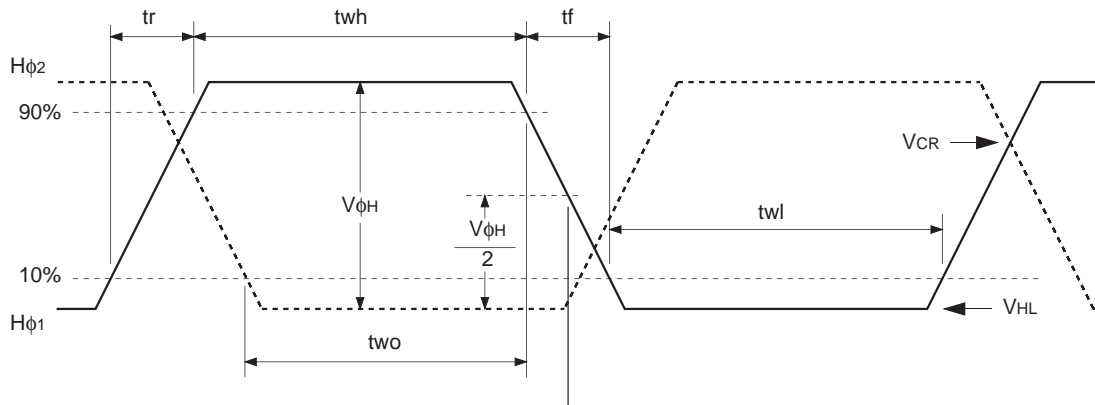 tr
twh
tf
Hϕ2
90%
VCR
VϕH
VϕH
2
twl
10%
Hϕ1
VHL
two